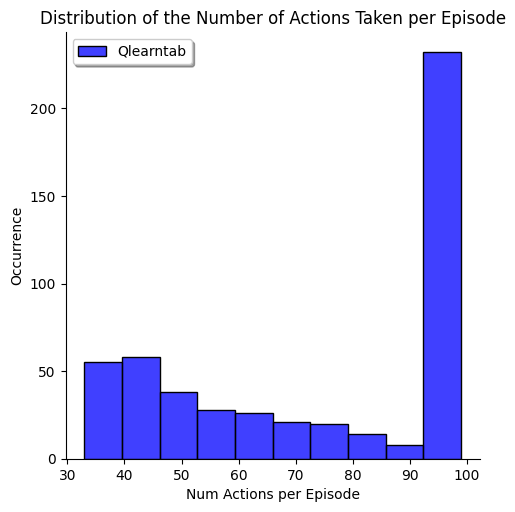 Distribution of the Number of Actions Taken per Episode
Qlearntab
Occurrence
200
150
100
50
0
30 40 50 60 70 80 90 100
Num Actions per Episode